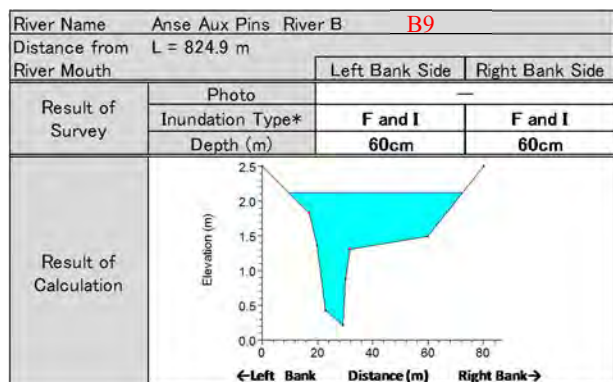 River Name Anse Aux Pins River B B9
Distance from L = 824.9 m
River Mouth Left Bank Side Right Bank Side
Result of Survey Photo —
Inundation Type* F and I F and I
Depth (m) 60cm 60cm
Result of Calculation
Elevation (m)
2.5
2.0
1.5
1.0
0.5
0.0
0 20 40 60 80
←Left Bank Distance (m) Right Bank→